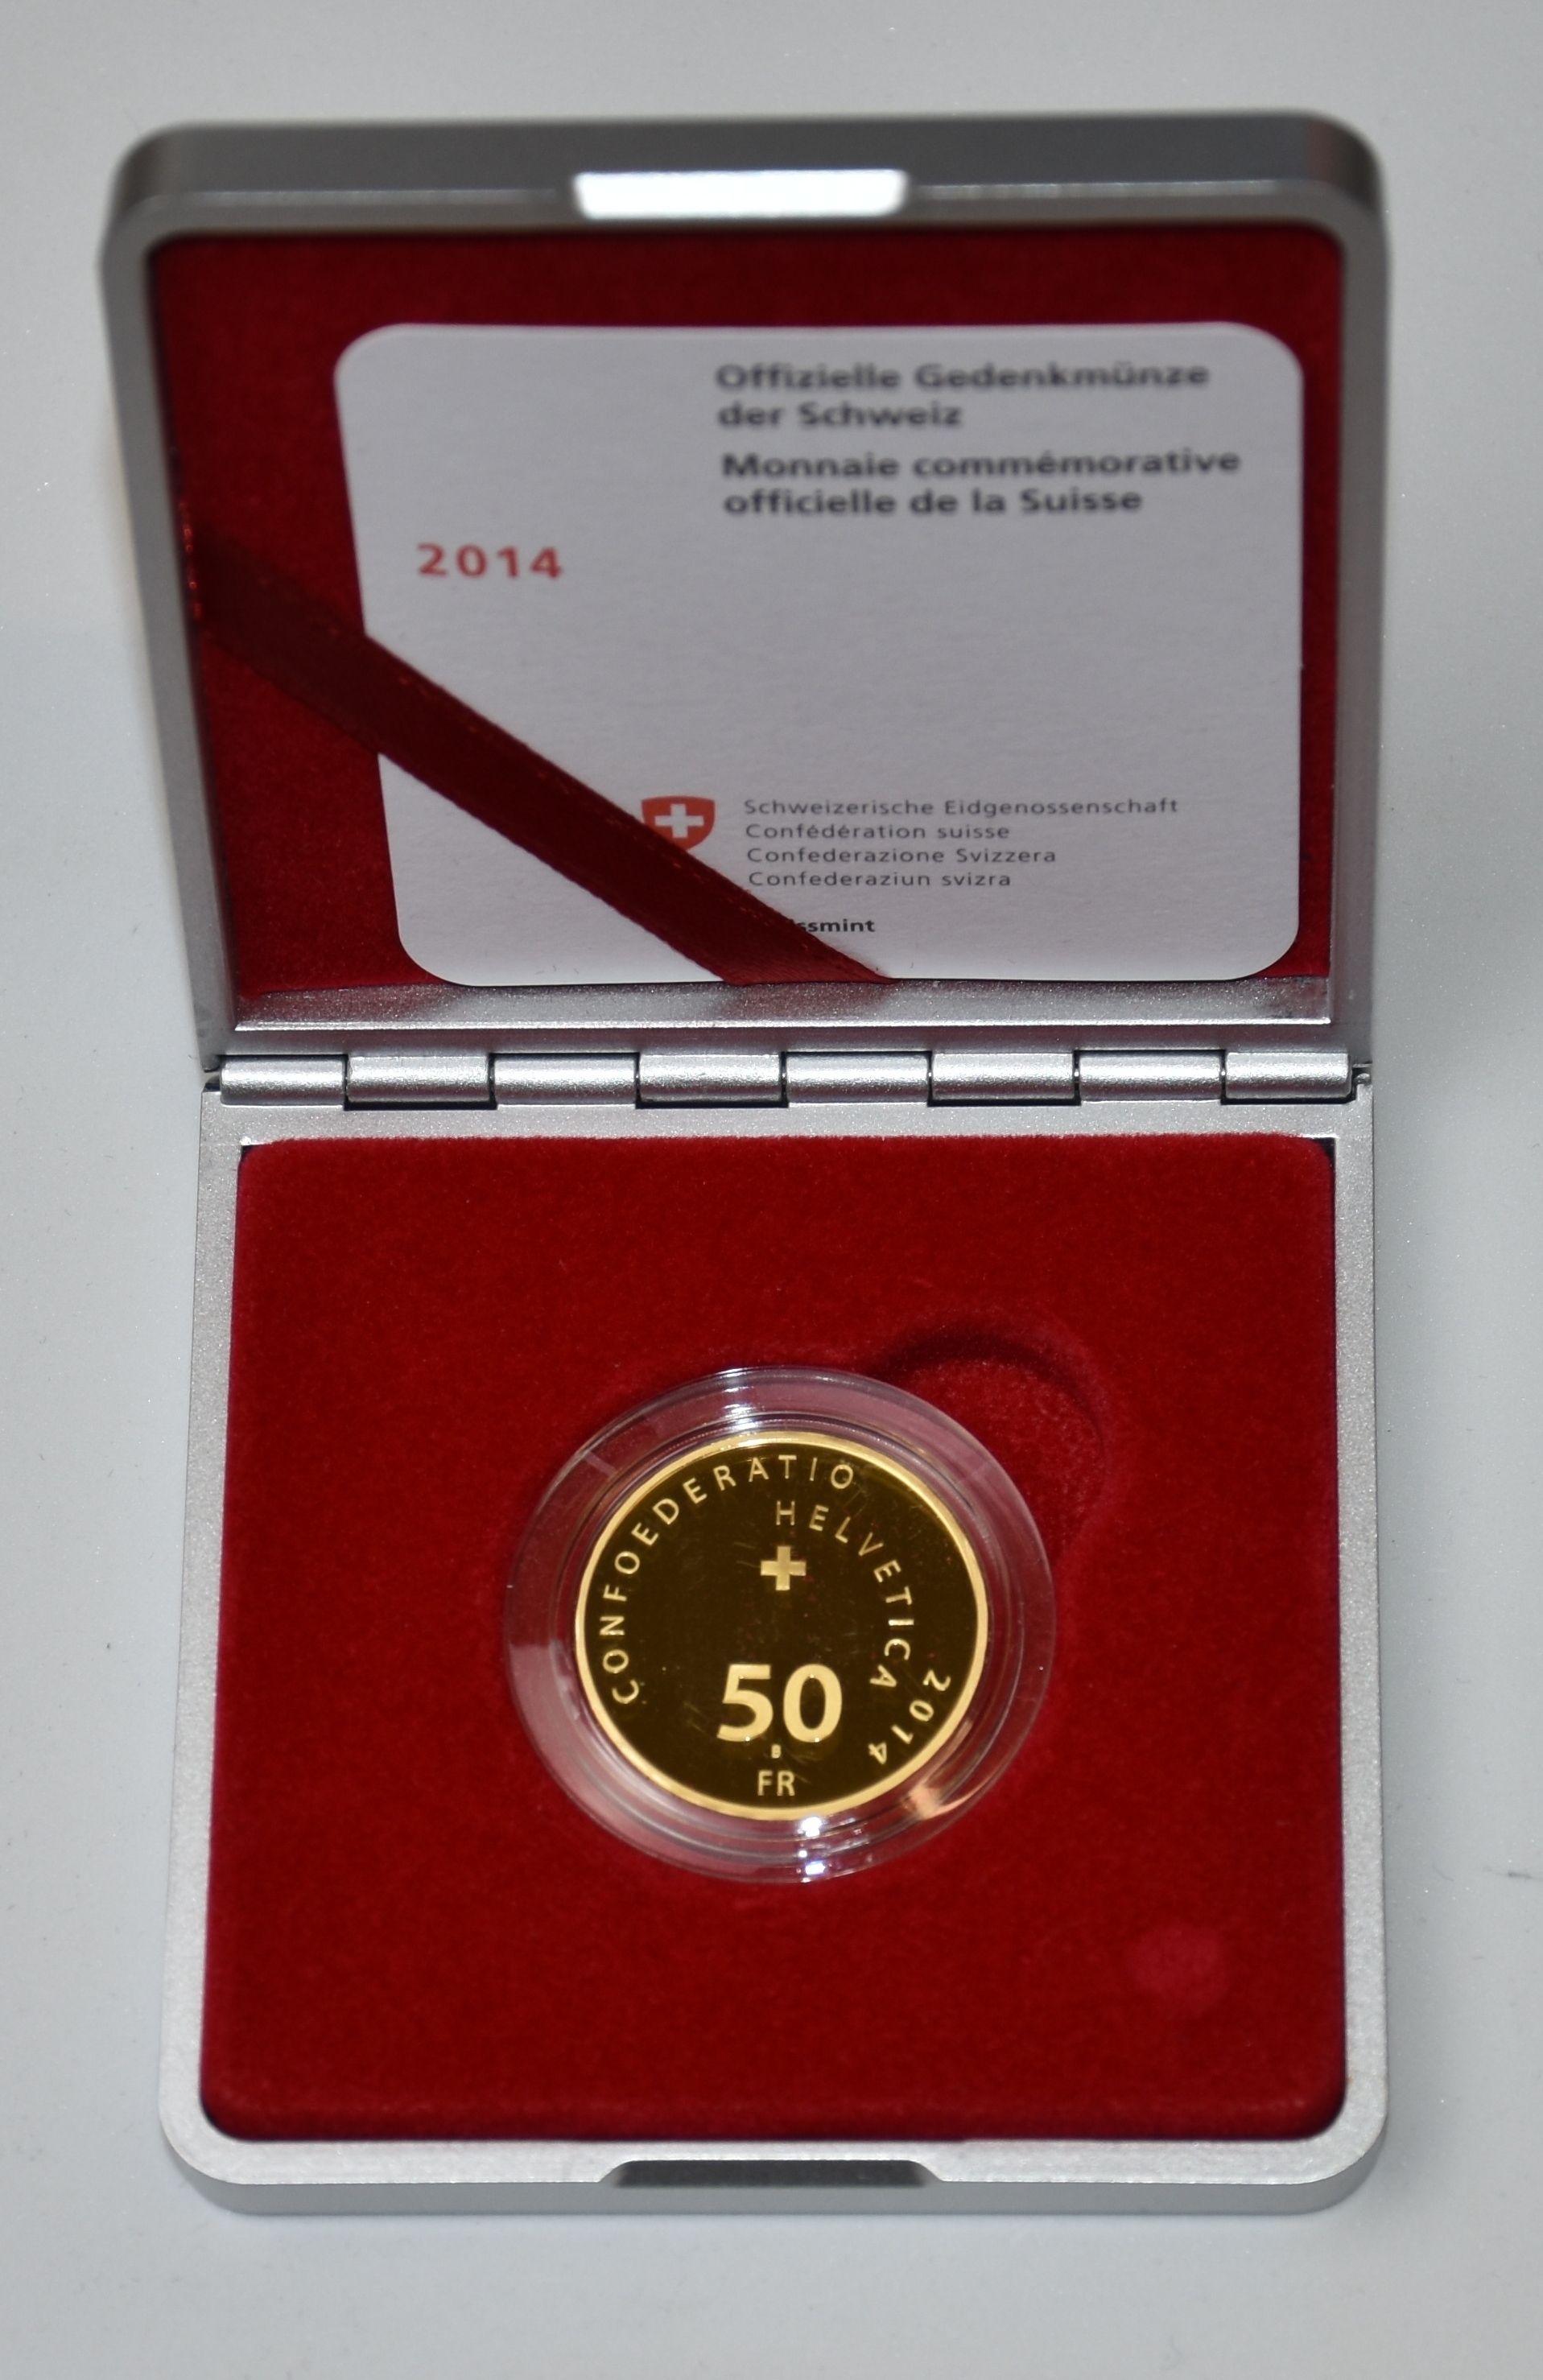 Offizielle Gedenkmünze
der Schweiz
Monnaie commémorative
officielle de la Suisse
2014
Schweizerische Eidgenossenschaft
Confédération suisse
Confederazione Svizzera
Confederaziun svizra
ssmint
CONFOEDERATIO
HELVETICA 2014
50
B
FR